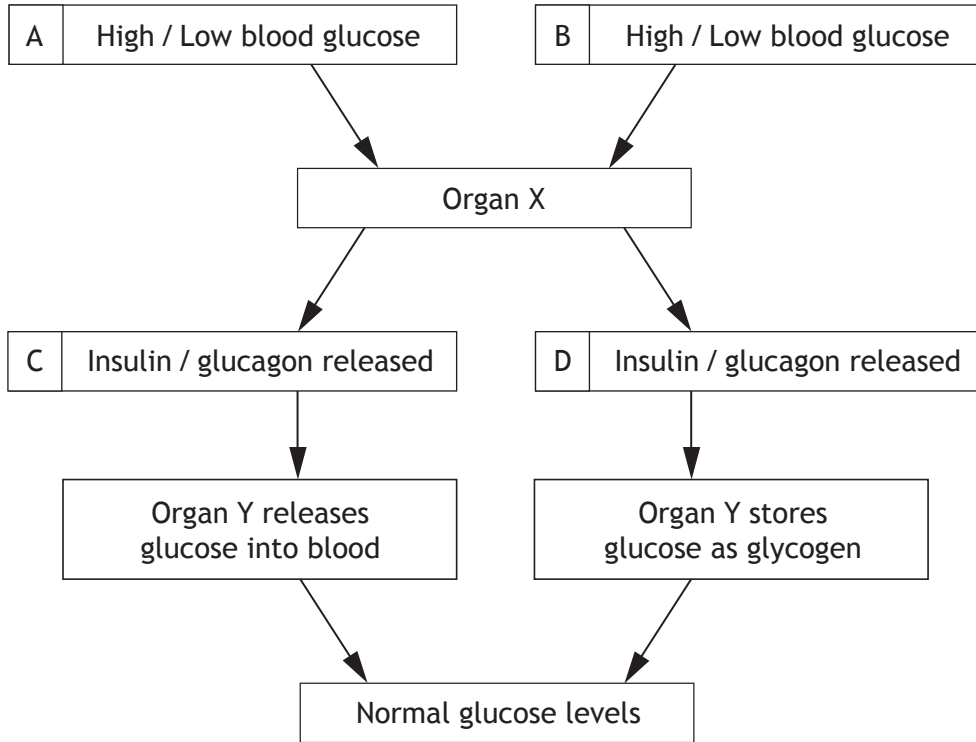 A High / Low blood glucose
B High / Low blood glucose
Organ X
C Insulin / glucagon released
D Insulin / glucagon released
Organ Y releases
glucose into blood
Organ Y stores
glucose as glycogen
Normal glucose levels